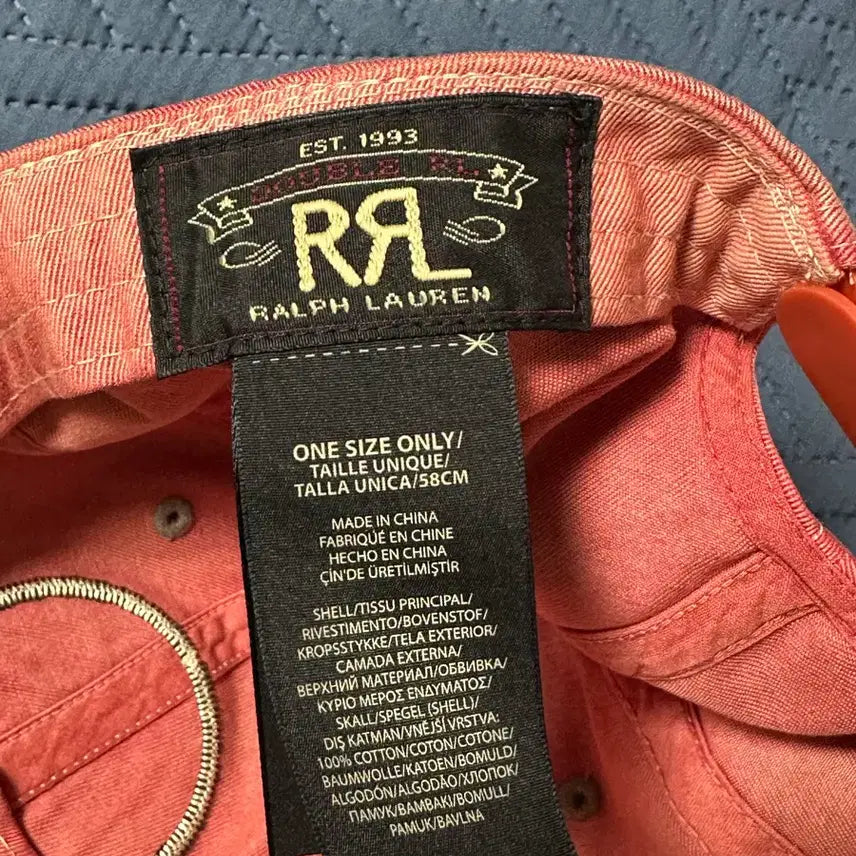 EST. 1993
DOUBLE RL
RRL
RALPH LAUREN
ONE SIZE ONLY/
TAILLE UNIQUE/
TALLA UNICA/58CM
MADE IN CHINA
FABRIQUÉ EN CHINE
HECHO EN CHINA
ÇİN'DE ÜRETİLMİŞTİR
SHELL/TISSU PRINCIPAL/
RIVESTIMENTO/BOVENSTOF/
KROPSSTYKKE/TELA EXTERIOR/
CAMADA EXTERNA/
ВЕРХНИЙ МАТЕРИАЛ/ОБВИВКА/
ΚΥΡΙΟ ΜΕΡΟΣ ΕΝΔΥΜΑΤΟΣ/
SKALL/SPEGEL (SHELL)/
DIŞ KATMAN/VNĚJŠÍ VRSTVA:
100% COTTON/COTON/COTONE/
BAUMWOLLE/KATOEN/BOMULD/
ALGODÓN/ALGODÃO/ХЛОПОК/
ПАМУК/ΒΑΜΒΑΚΙ/BOMULL/
PAMUK/BAVLNA